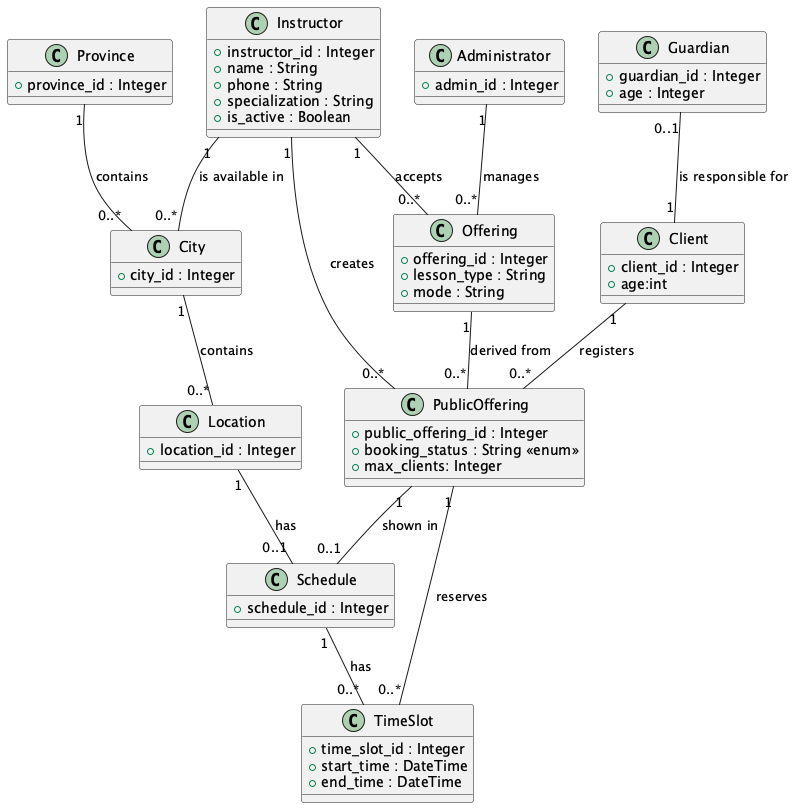 C Instructor
instructor_id : Integer
name : String
phone : String
specialization : String
is_active : Boolean
C Province
province_id : Integer
C Administrator
admin_id : Integer
C Guardian
guardian_id : Integer
age : Integer
1
1
1
1
1
0..1
contains
is available in
accepts
manages
is responsible for
0..*
0..*
0..*
0..*
1
C City
city_id : Integer
C Offering
offering_id : Integer
lesson_type : String
mode : String
C Client
client_id : Integer
age:int
creates
1
1
1
contains
derived from
registers
0..*
0..*
0..*
0..*
C Location
location_id : Integer
C PublicOffering
public_offering_id : Integer
booking_status : String «enum»
max_clients: Integer
1
1
1
has
shown in
0..1
0..1
C Schedule
schedule_id : Integer
reserves
1
has
0..*
0..*
C TimeSlot
time_slot_id : Integer
start_time : DateTime
end_time : DateTime